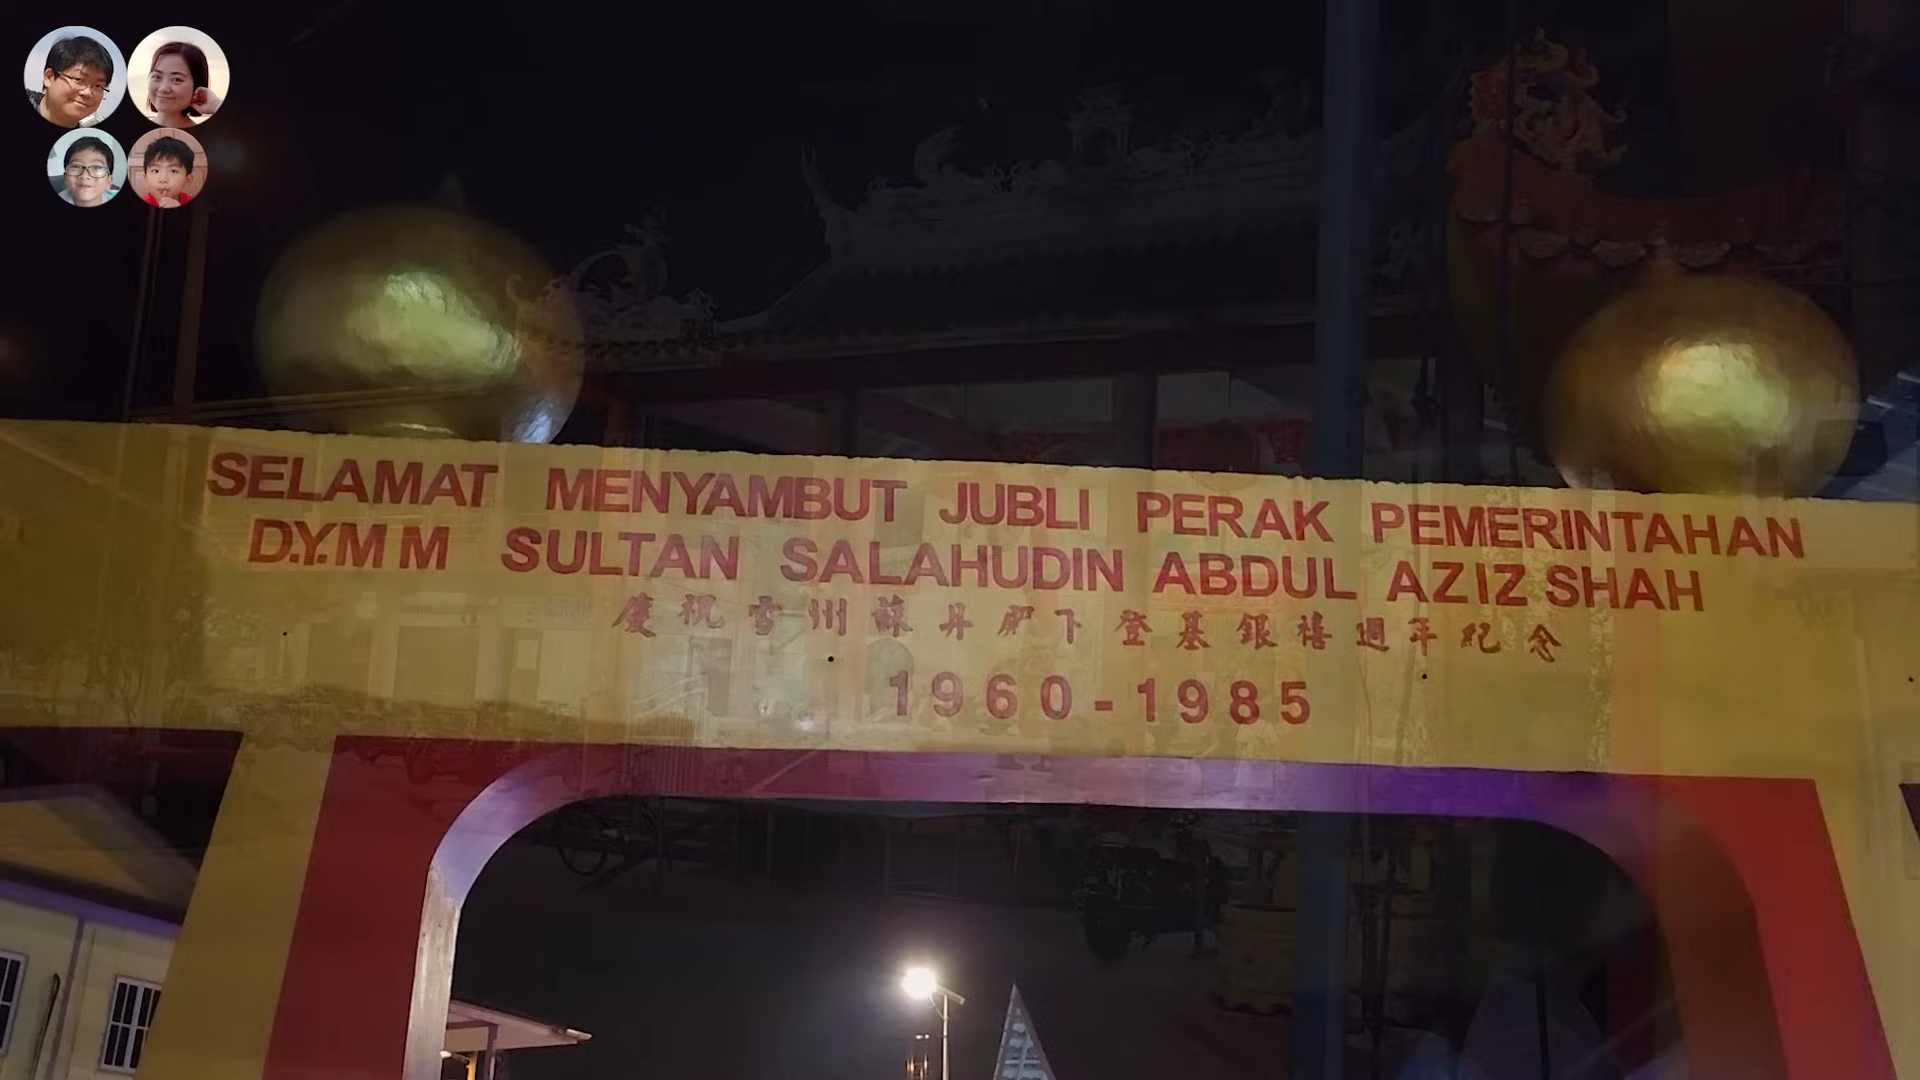 SELAMAT MENYAMBUT JUBLI PERAK PEMERINTAHAN
D.Y.M M SULTAN SALAHUDIN ABDUL AZIZ SHAH
慶祝雪州蘇丹陛下登基銀禧週年紀念
1960-1985